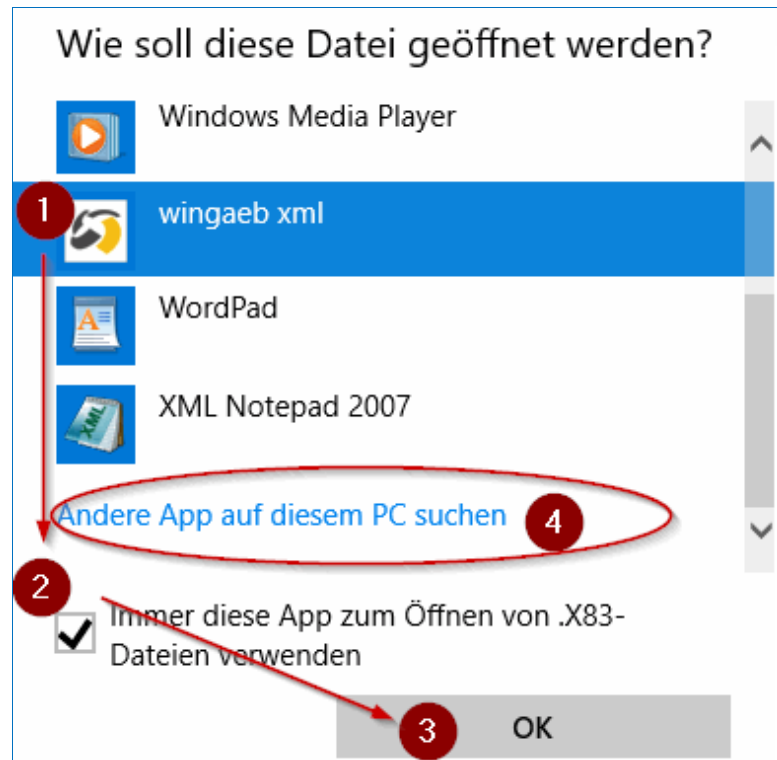 Wie soll diese Datei geöffnet werden?
Windows Media Player
1
wingaeb xml
WordPad
XML
XML Notepad 2007
Andere App auf diesem PC suchen 4
2
Immer diese App zum Öffnen von .X83-
Dateien verwenden
3 OK